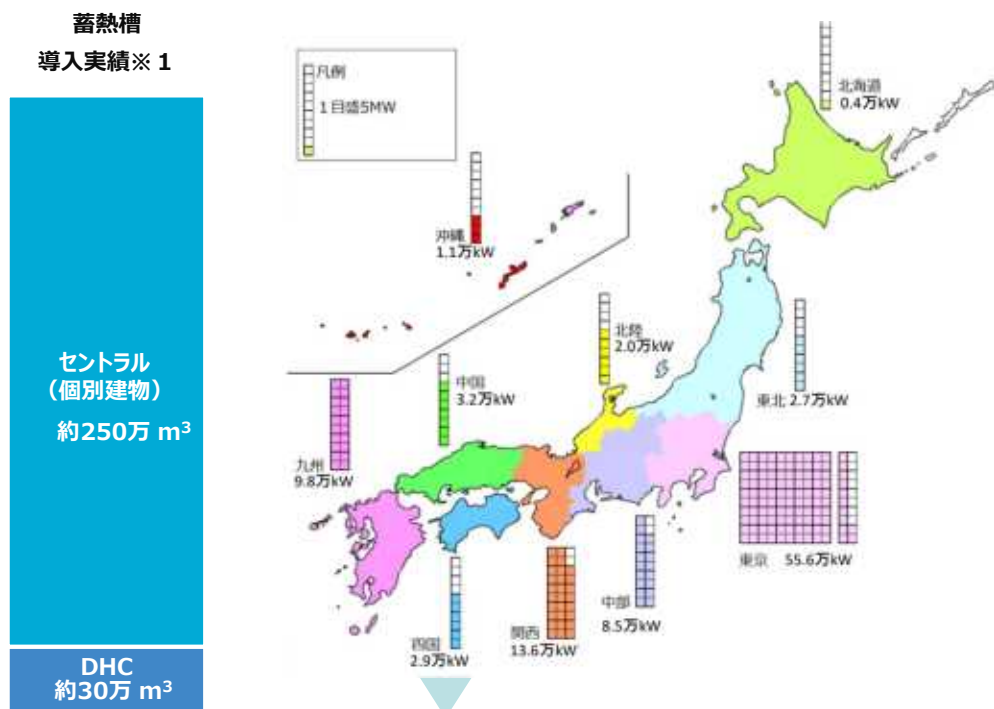 蓄熱槽
導入実績※1
セントラル
(個別建物)
約250万 m³
DHC
約30万 m³
凡例
1目盛5MW
北海道
0.4万kW
沖縄
1.1万kW
北陸
2.0万kW
中国
3.2万kW
東北 2.7万kW
九州
9.8万kW
東京 55.6万kW
中部
8.5万kW
四国
2.9万kW
関西
13.6万kW